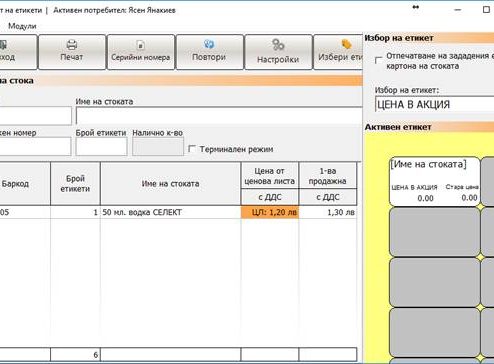 т на етикети | Активен потребител: Ясен Янакиев
Модули
ход
Печат
Серийни номера
Повтори
Настройки
Избери ети
на стока
Име на стоката
кен номер
Брой етикети
Налично к-во
Терминален режим
Баркод
Брой етикети
Име на стоката
Цена от ценова листа
с ДДС
1-ва продажна
с ДДС
05
1
50 мл. водка СЕЛЕКТ
ЦЛ: 1,20 лв
1,30 лв
6
Избор на етикет
Отпечатване на зададения е
картона на стоката
Избор на етикет:
ЦЕНА В АКЦИЯ
Активен етикет
[Име на стоката]
ЦЕНА В АКЦИЯ
Стара цена
0.00
0.00